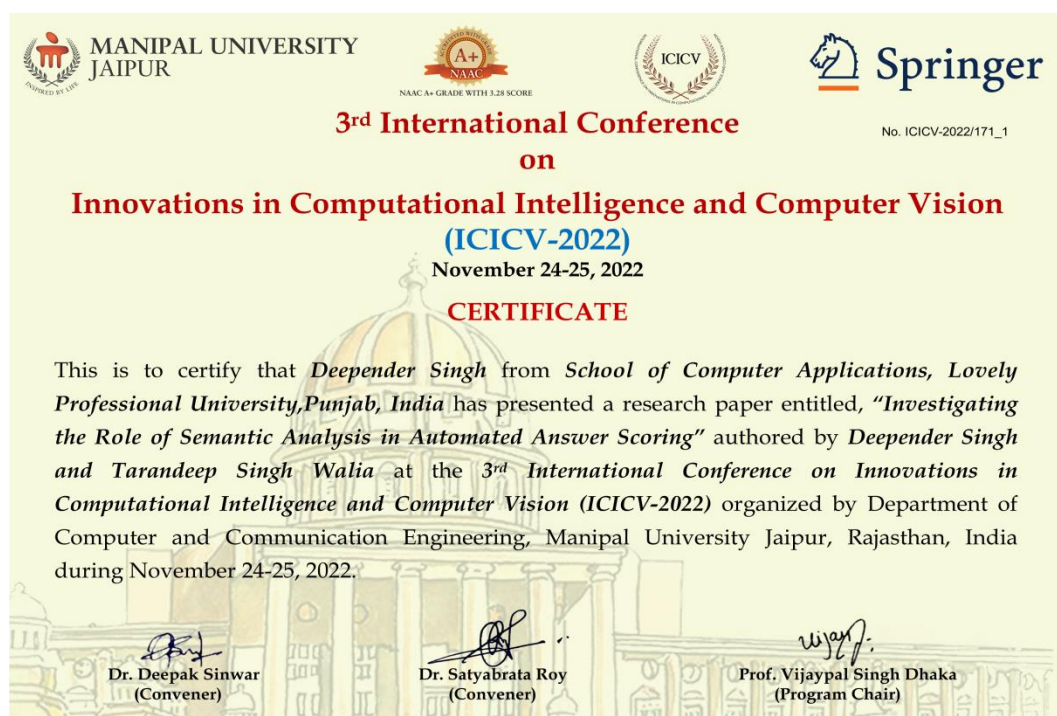 MANIPAL UNIVERSITY
JAIPUR
INSPIRED BY LIFE
ACCREDITED WITH GRADE
A+
NAAC
NAAC A+ GRADE WITH 3.28 SCORE
ICICV
Springer
No. ICICV-2022/171_1
3rd International Conference
on
Innovations in Computational Intelligence and Computer Vision
(ICICV-2022)
November 24-25, 2022
CERTIFICATE
This is to certify that Deepender Singh from School of Computer Applications, Lovely
Professional University,Punjab, India has presented a research paper entitled, “Investigating
the Role of Semantic Analysis in Automated Answer Scoring” authored by Deepender Singh
and Tarandeep Singh Walia at the 3rd International Conference on Innovations in
Computational Intelligence and Computer Vision (ICICV-2022) organized by Department of
Computer and Communication Engineering, Manipal University Jaipur, Rajasthan, India
during November 24-25, 2022.
Dr. Deepak Sinwar
(Convener)
Dr. Satyabrata Roy
(Convener)
Prof. Vijaypal Singh Dhaka
(Program Chair)